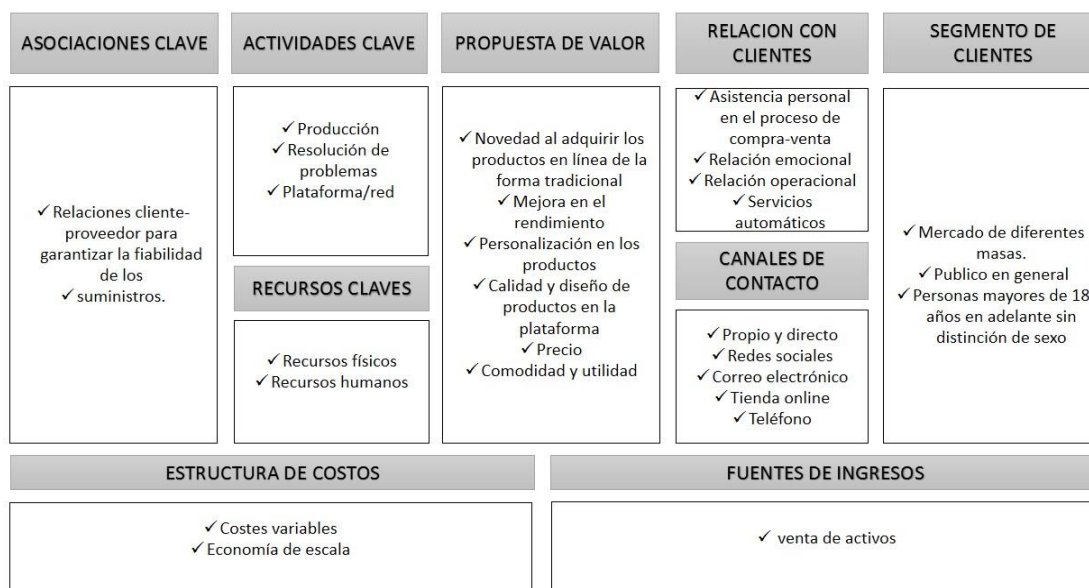 ASOCIACIONES CLAVE
✓ Relaciones cliente-
proveedor para
garantizar la fiabilidad
de los
✓ suministros.
ACTIVIDADES CLAVE
✓ Producción
✓ Resolución de
problemas
✓ Plataforma/red
RECURSOS CLAVES
✓ Recursos físicos
✓ Recursos humanos
PROPUESTA DE VALOR
✓ Novedad al adquirir los
productos en línea de la
forma tradicional
✓ Mejora en el
rendimiento
✓ Personalización en los
productos
✓ Calidad y diseño de
productos en la
plataforma
✓ Precio
✓ Comodidad y utilidad
RELACION CON
CLIENTES
✓ Asistencia personal
en el proceso de
compra-venta
✓ Relación emocional
✓ Relación operacional
✓ Servicios
automáticos
CANALES DE
CONTACTO
✓ Propio y directo
✓ Redes sociales
✓ Correo electrónico
✓ Tienda online
✓ Teléfono
SEGMENTO DE
CLIENTES
✓ Mercado de diferentes
masas.
✓ Publico en general
✓ Personas mayores de 18
años en adelante sin
distinción de sexo
ESTRUCTURA DE COSTOS
✓ Costes variables
✓ Economía de escala
FUENTES DE INGRESOS
✓ venta de activos